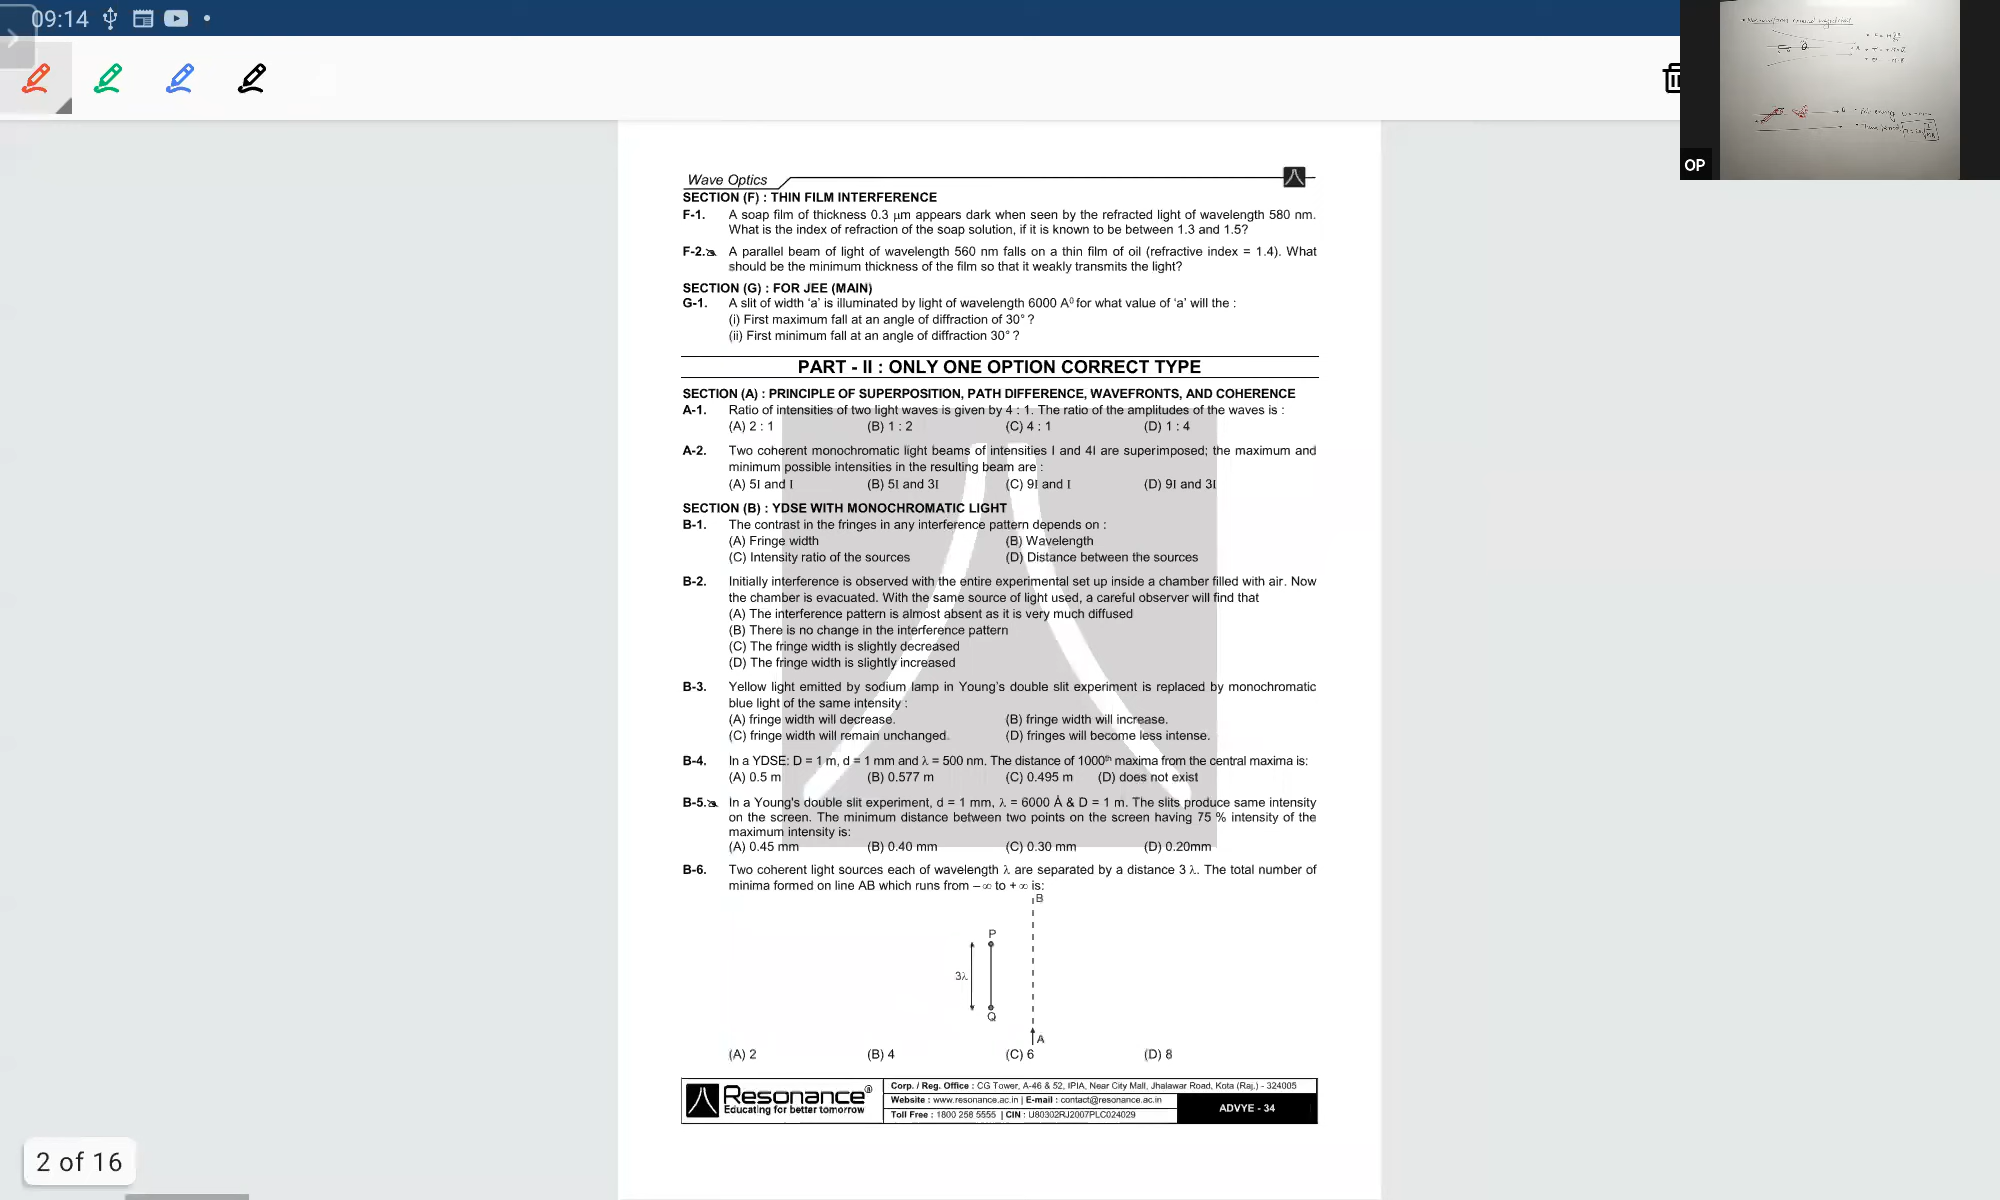 09:14
OP
Wave Optics
SECTION (F) : THIN FILM INTERFERENCE
F-1. A soap film of thickness 0.3 μm appears dark when seen by the refracted light of wavelength 580 nm.
What is the index of refraction of the soap solution, if it is known to be between 1.3 and 1.5?
F-2. A parallel beam of light of wavelength 560 nm falls on a thin film of oil (refractive index = 1.4). What
should be the minimum thickness of the film so that it weakly transmits the light?
SECTION (G) : FOR JEE (MAIN)
G-1. A slit of width ‘a’ is illuminated by light of wavelength 6000 A⁰ for what value of ‘a’ will the :
(i) First maximum fall at an angle of diffraction of 30° ?
(ii) First minimum fall at an angle of diffraction 30° ?
PART - II : ONLY ONE OPTION CORRECT TYPE
SECTION (A) : PRINCIPLE OF SUPERPOSITION, PATH DIFFERENCE, WAVEFRONTS, AND COHERENCE
A-1. Ratio of intensities of two light waves is given by 4 : 1. The ratio of the amplitudes of the waves is :
(A) 2 : 1 (B) 1 : 2 (C) 4 : 1 (D) 1 : 4
A-2. Two coherent monochromatic light beams of intensities I and 4I are superimposed; the maximum and
minimum possible intensities in the resulting beam are :
(A) 5I and I (B) 5I and 3I (C) 9I and I (D) 9I and 3I
SECTION (B) : YDSE WITH MONOCHROMATIC LIGHT
B-1. The contrast in the fringes in any interference pattern depends on :
(A) Fringe width (B) Wavelength
(C) Intensity ratio of the sources (D) Distance between the sources
B-2. Initially interference is observed with the entire experimental set up inside a chamber filled with air. Now
the chamber is evacuated. With the same source of light used, a careful observer will find that
(A) The interference pattern is almost absent as it is very much diffused
(B) There is no change in the interference pattern
(C) The fringe width is slightly decreased
(D) The fringe width is slightly increased
B-3. Yellow light emitted by sodium lamp in Young’s double slit experiment is replaced by monochromatic
blue light of the same intensity :
(A) fringe width will decrease. (B) fringe width will increase.
(C) fringe width will remain unchanged. (D) fringes will become less intense.
B-4. In a YDSE: D = 1 m, d = 1 mm and λ = 500 nm. The distance of 1000th maxima from the central maxima is:
(A) 0.5 m (B) 0.577 m (C) 0.495 m (D) does not exist
B-5. In a Young's double slit experiment, d = 1 mm, λ = 6000 Å & D = 1 m. The slits produce same intensity
on the screen. The minimum distance between two points on the screen having 75 % intensity of the
maximum intensity is:
(A) 0.45 mm (B) 0.40 mm (C) 0.30 mm (D) 0.20mm
B-6. Two coherent light sources each of wavelength λ are separated by a distance 3 λ. The total number of
minima formed on line AB which runs from – ∞ to + ∞ is:
B
P
3λ
Q
A
(A) 2 (B) 4 (C) 6 (D) 8
Resonance®
Educating for better tomorrow
Corp. / Reg. Office : CG Tower, A-46 & 52, IPIA, Near City Mall, Jhalawar Road, Kota (Raj.) - 324005
Website : www.resonance.ac.in | E-mail : contact@resonance.ac.in
Toll Free : 1800 258 5555 | CIN : U80302RJ2007PLC024029
ADVYE - 34
2 of 16